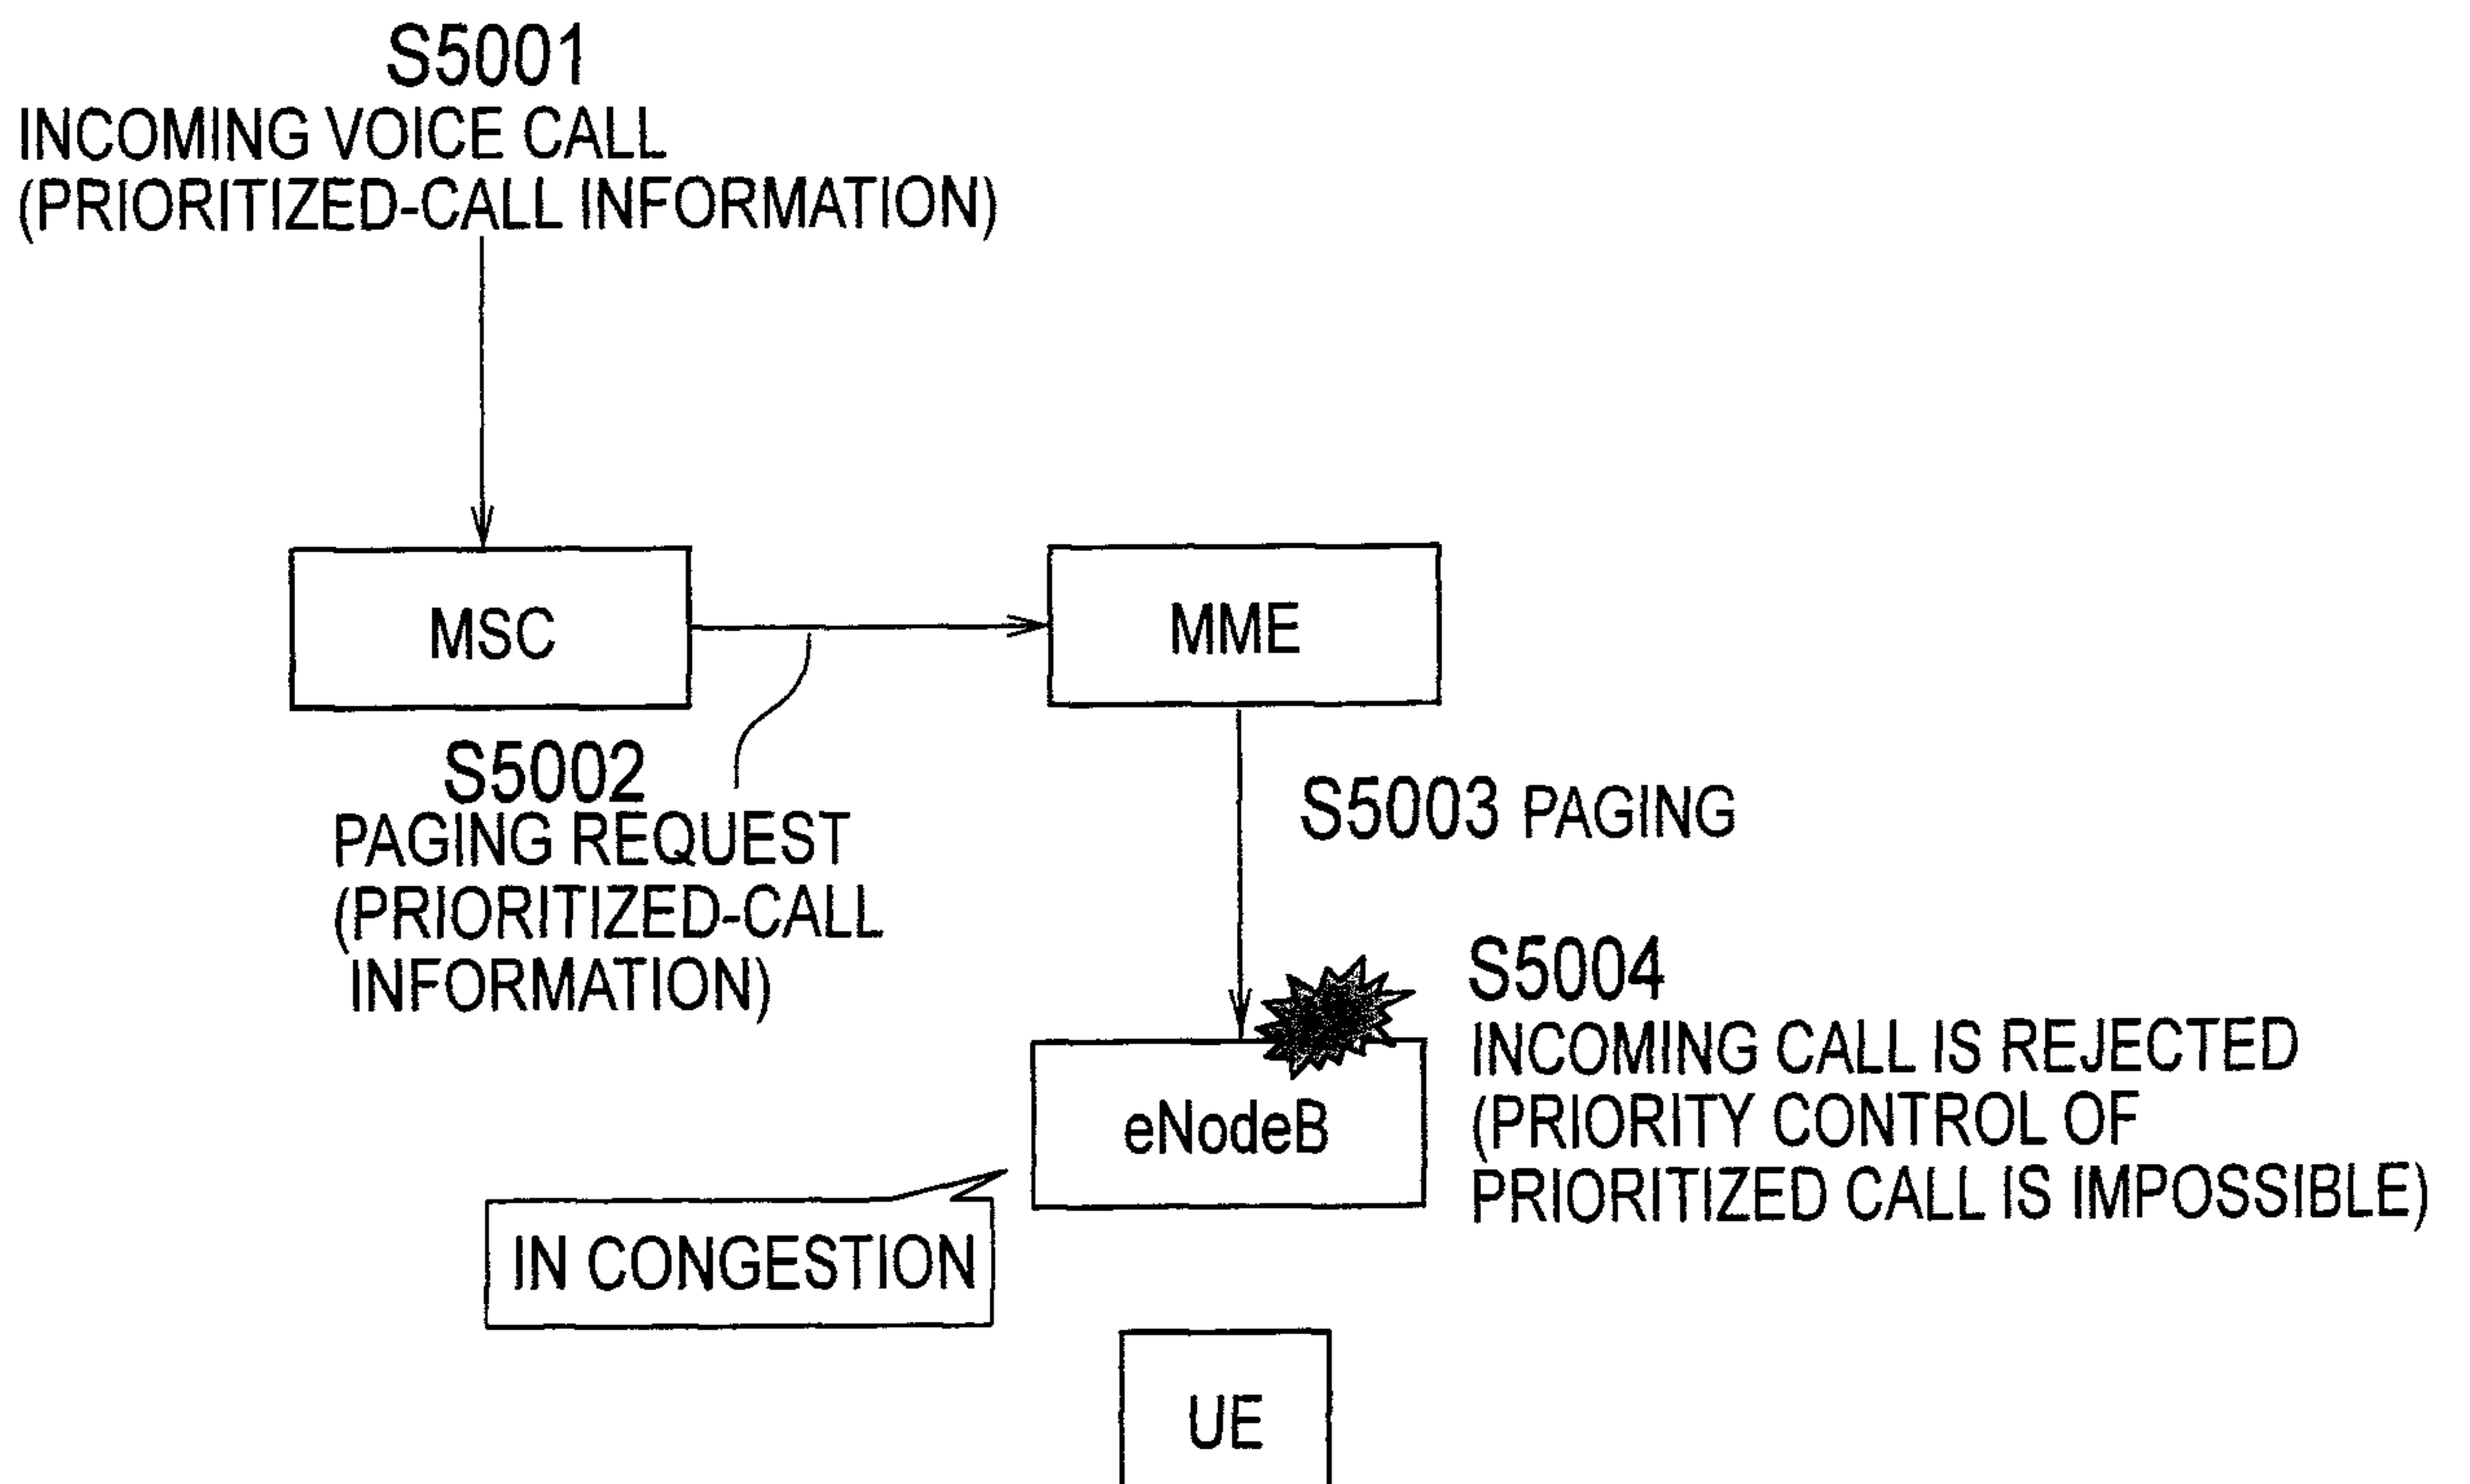 S5001
INCOMING VOICE CALL
(PRIORITIZED-CALL INFORMATION)
MSC
MME
S5002
PAGING REQUEST
(PRIORITIZED-CALL
INFORMATION)
S5003 PAGING
S5004
INCOMING CALL IS REJECTED
(PRIORITY CONTROL OF
PRIORITIZED CALL IS IMPOSSIBLE)
eNodeB
IN CONGESTION
UE